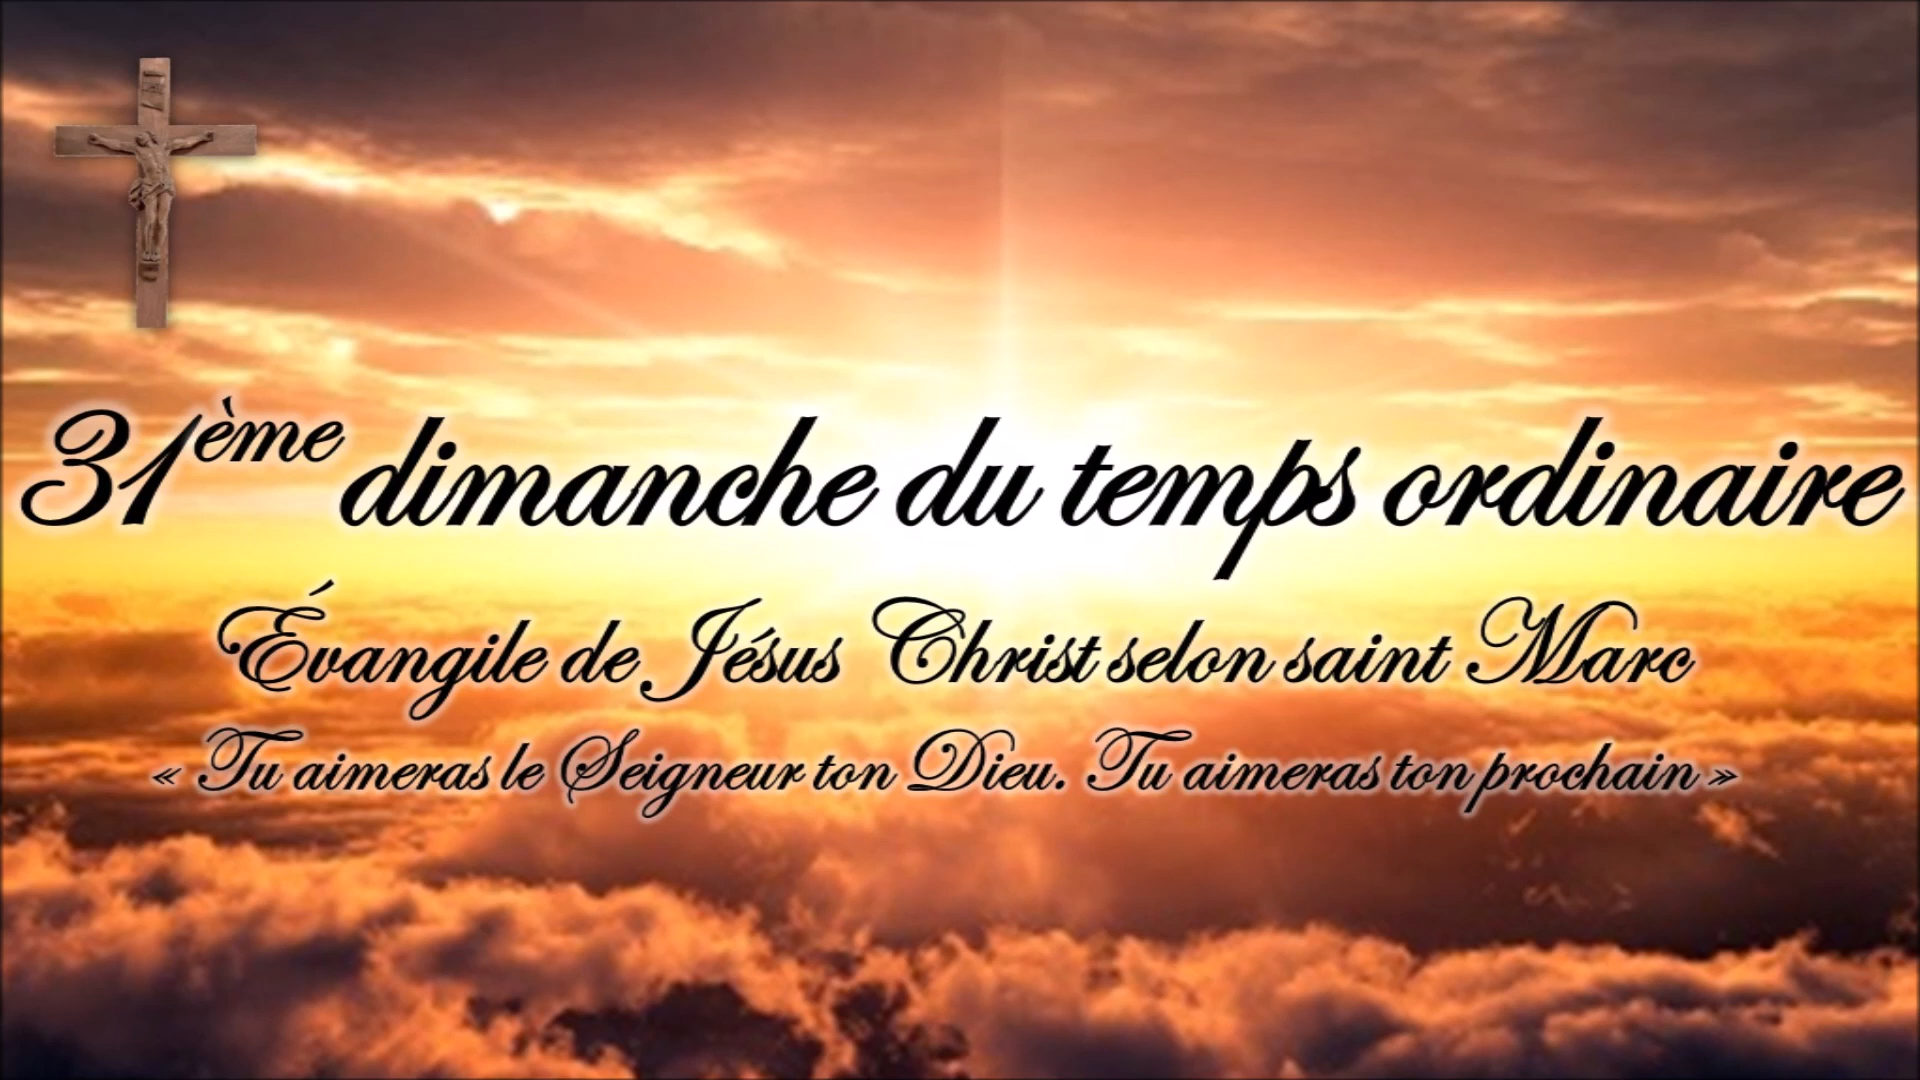 31ème dimanche du temps ordinaire
Évangile de Jésus Christ selon saint Marc
« Tu aimeras le Seigneur ton Dieu. Tu aimeras ton prochain »